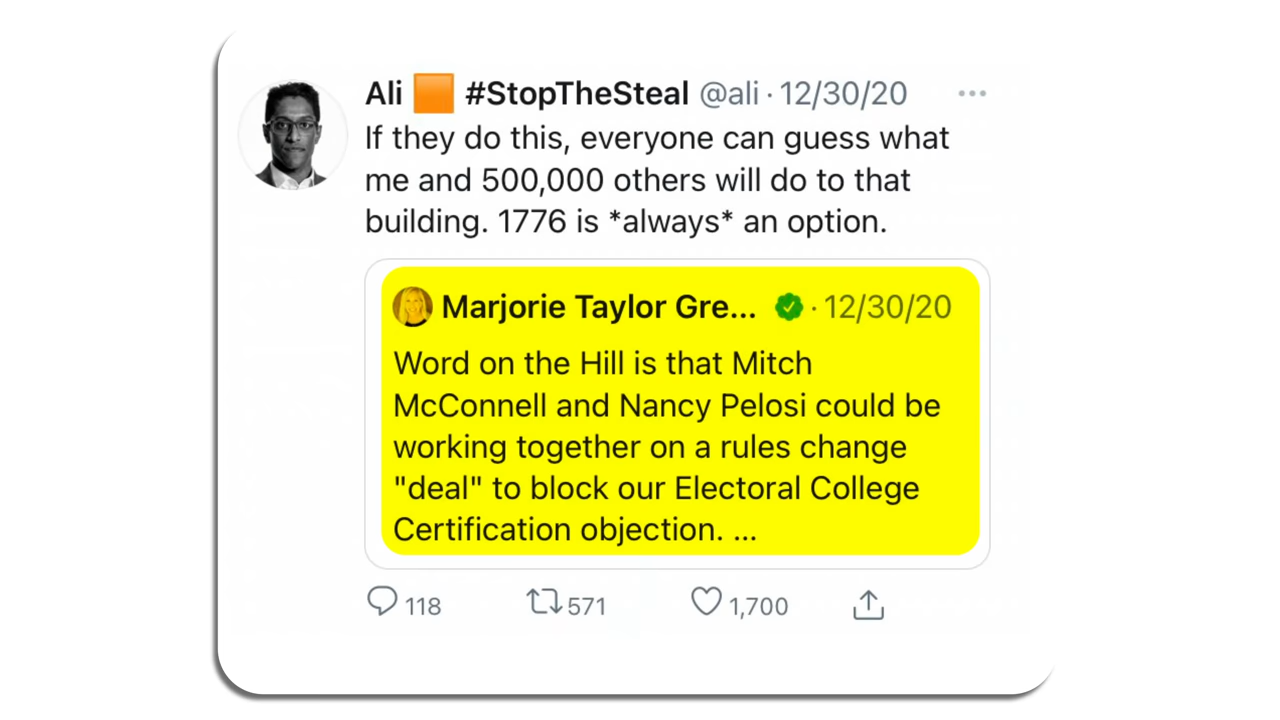 Ali 🟧 #StopTheSteal @ali · 12/30/20 ...
If they do this, everyone can guess what
me and 500,000 others will do to that
building. 1776 is *always* an option.
Marjorie Taylor Gre... · 12/30/20
Word on the Hill is that Mitch
McConnell and Nancy Pelosi could be
working together on a rules change
"deal" to block our Electoral College
Certification objection. ...
118 571 1,700